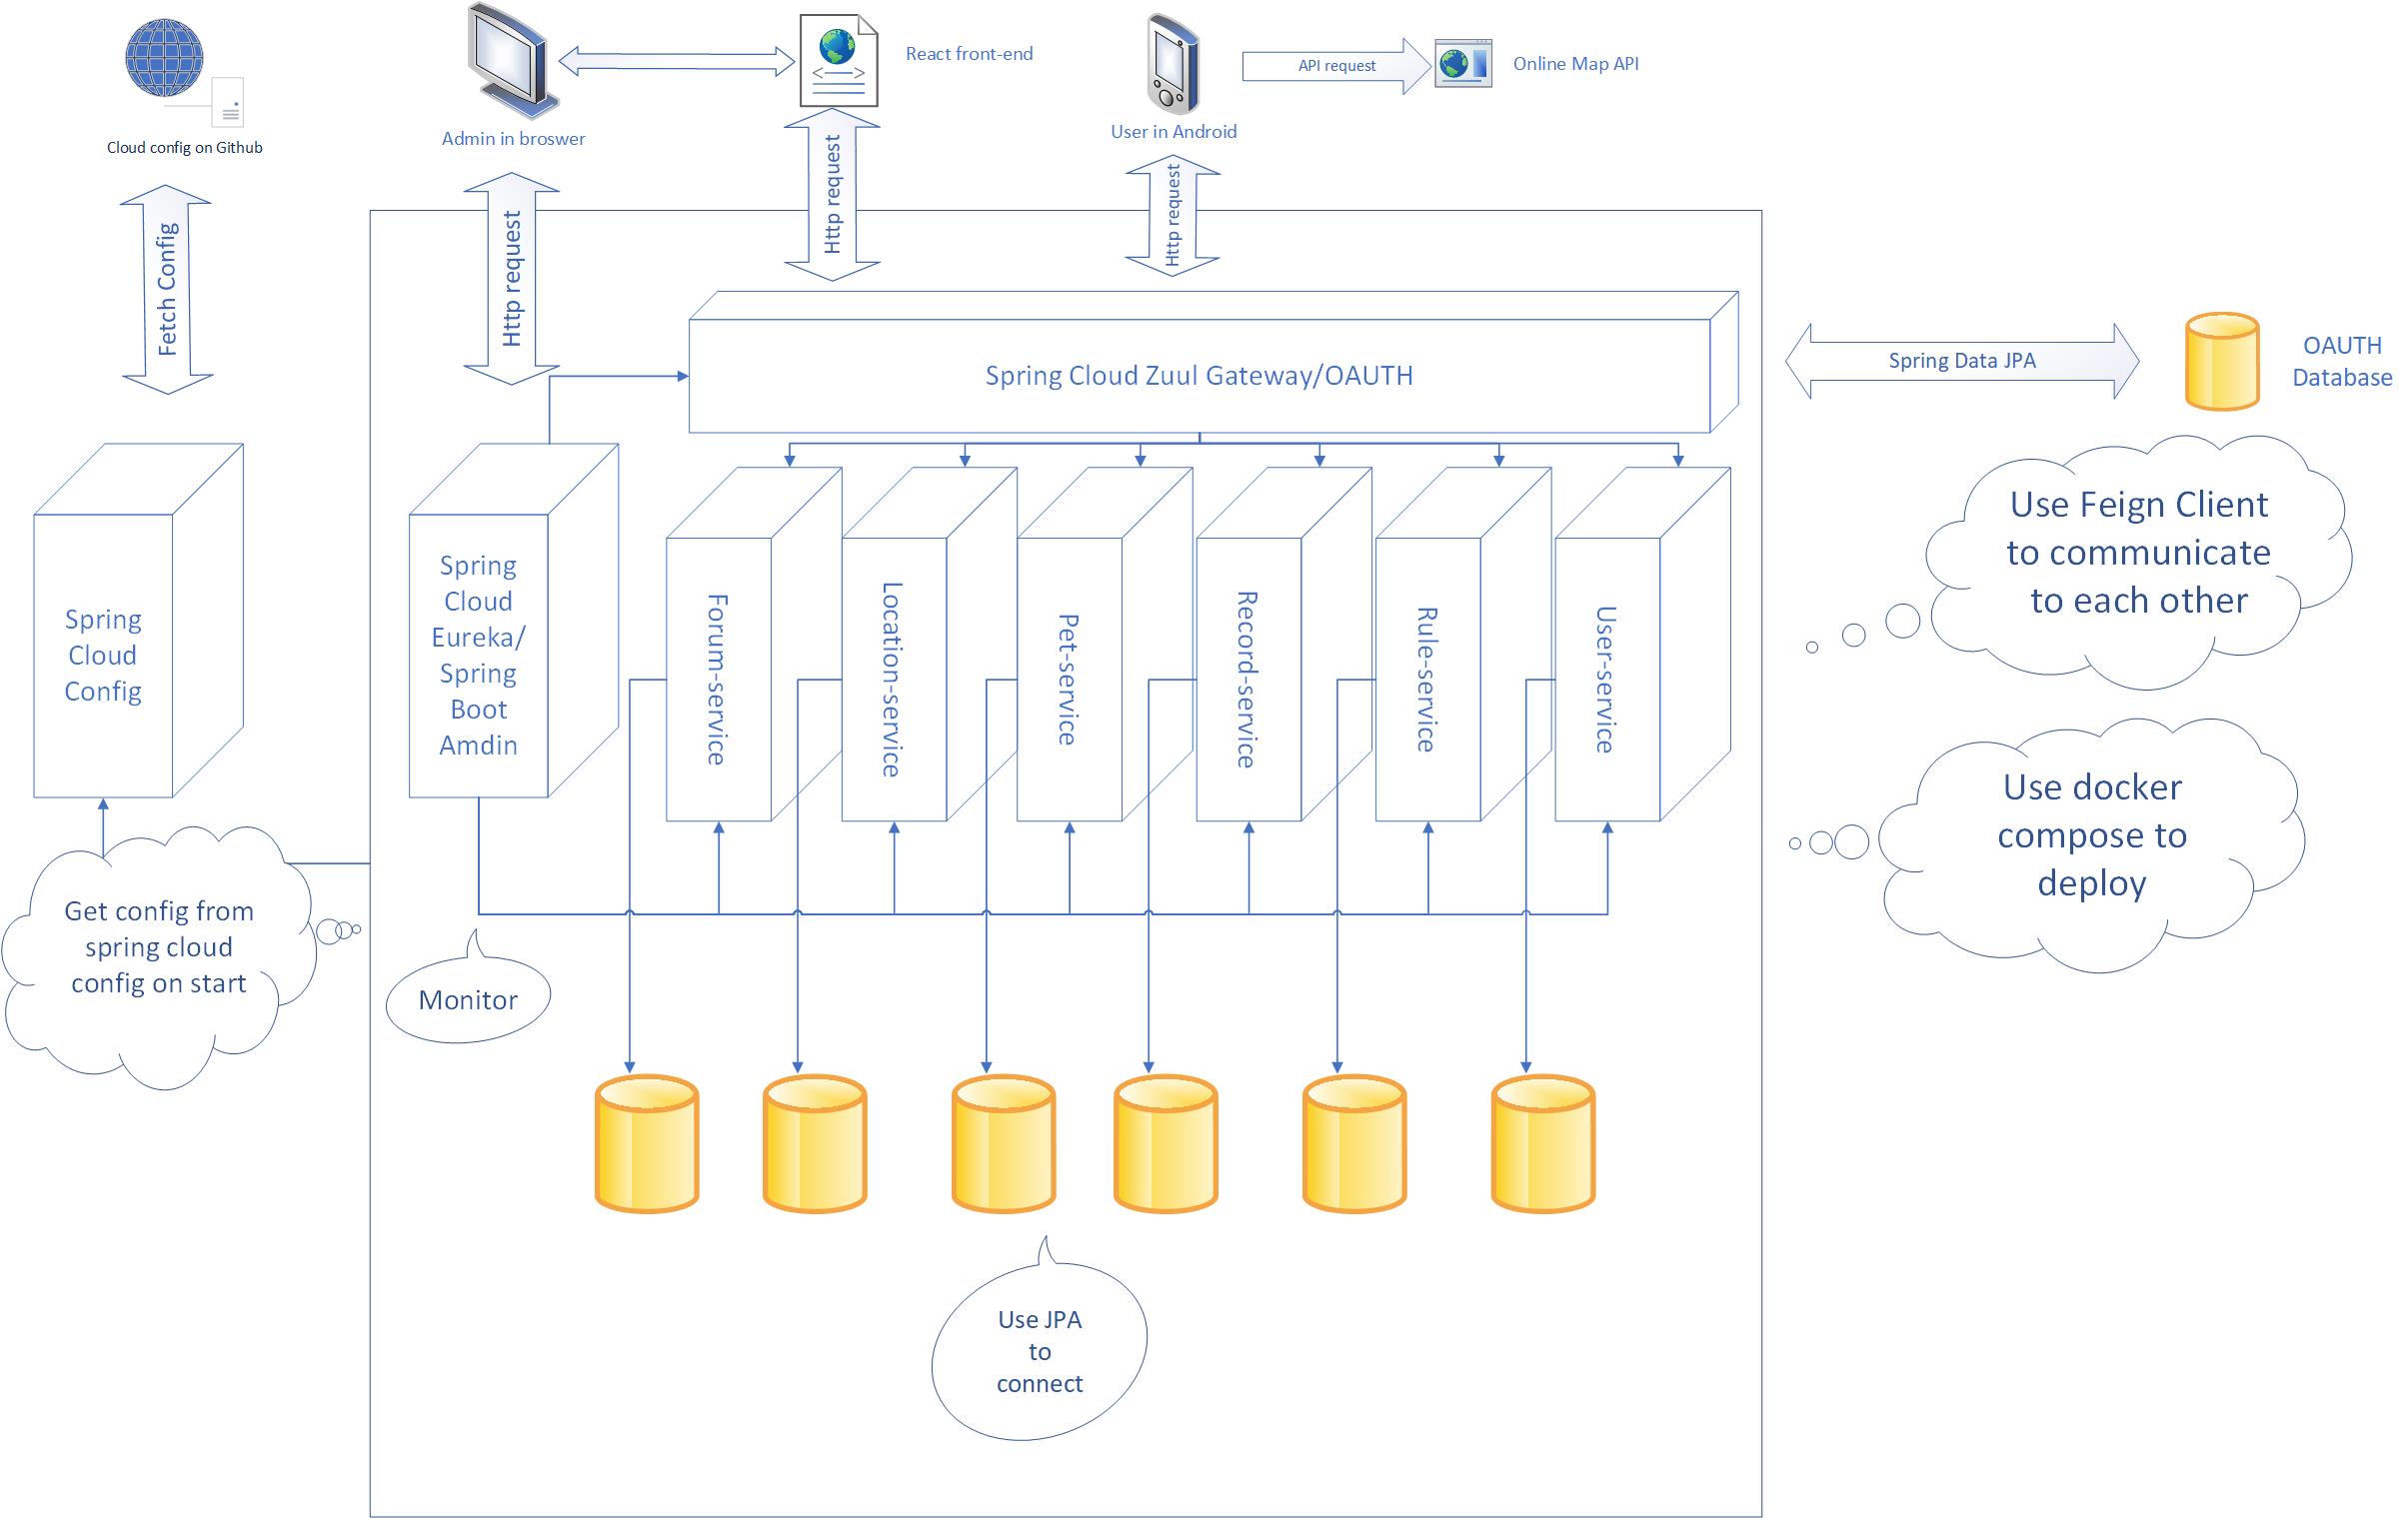 React front-end
API request
Online Map API
User in Android
Admin in broswer
Cloud config on Github
Fetch Config
Http request
Http request
Http request
Spring Cloud Zuul Gateway/OAUTH
Spring Data JPA
OAUTH
Database
Spring
Cloud
Config
Spring
Cloud
Eureka/
Spring
Boot
Amdin
Forum-service
Location-service
Pet-service
Record-service
Rule-service
User-service
Use Feign Client
to communicate
to each other
Use docker
compose to
deploy
Get config from
spring cloud
config on start
Monitor
Use JPA
to
connect